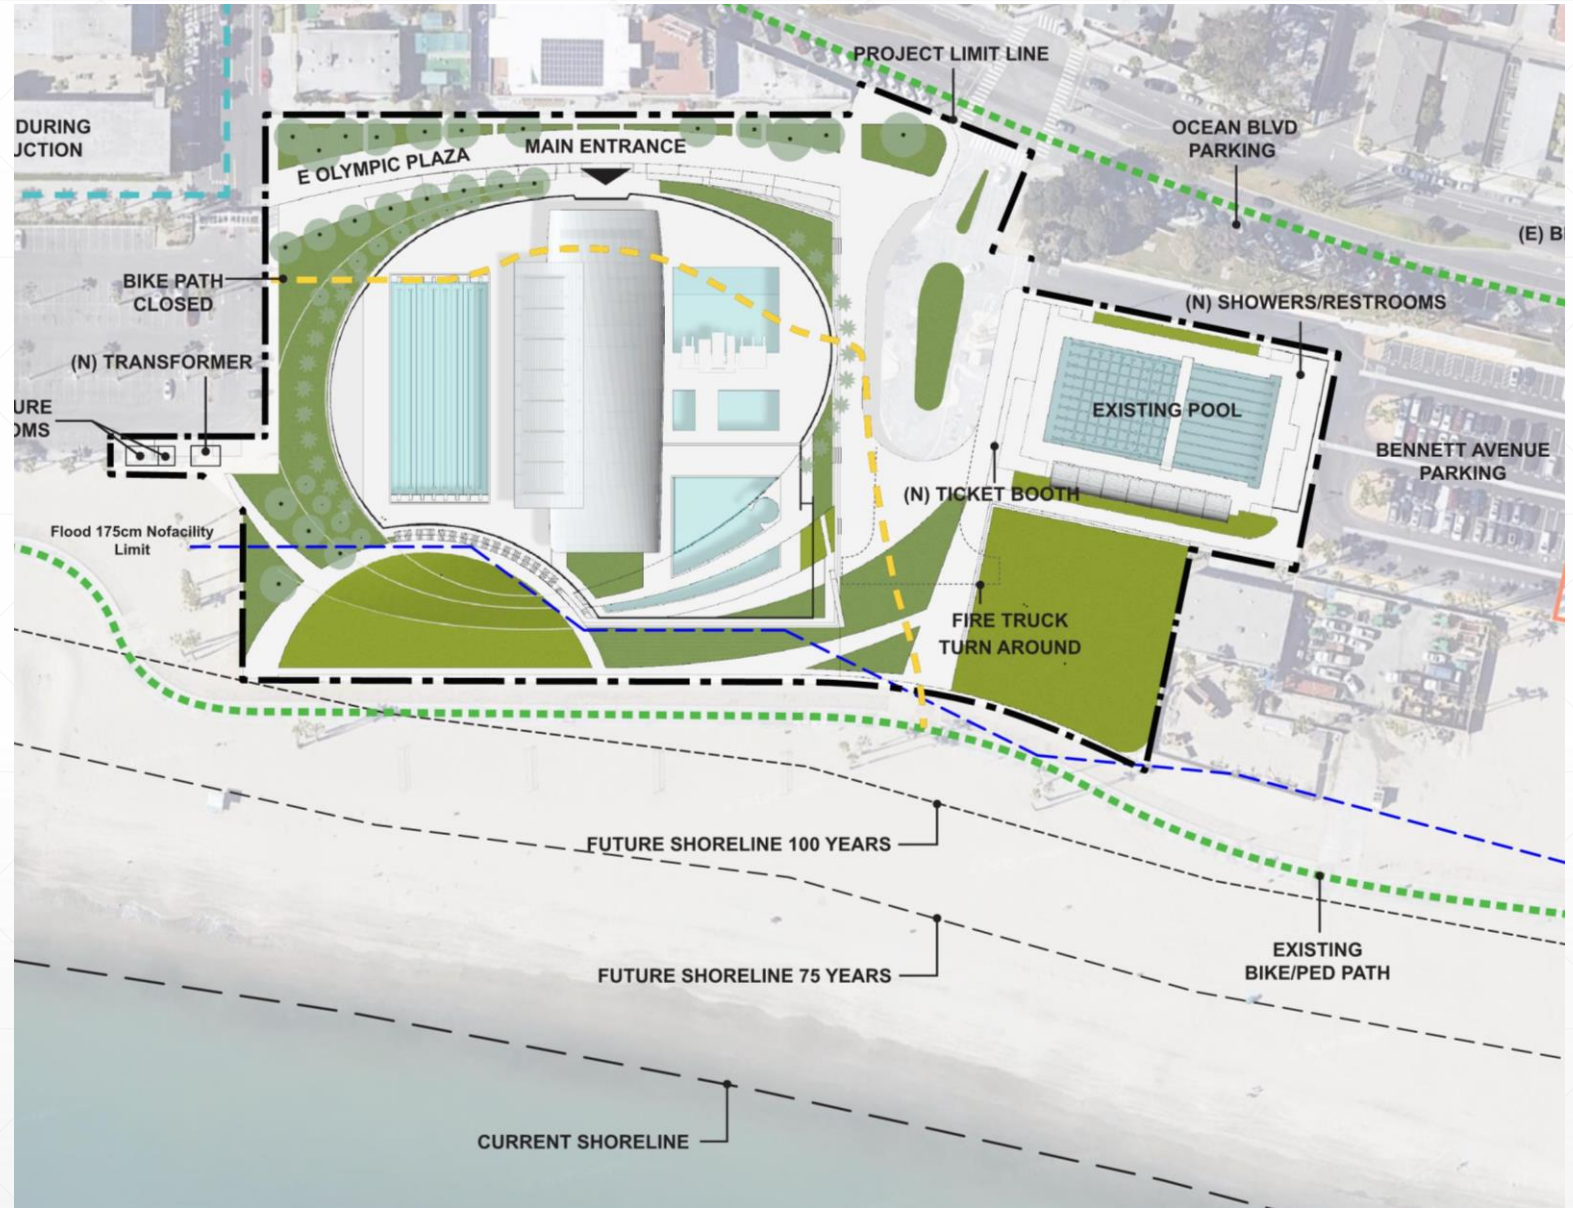 PROJECT LIMIT LINE
DURING
UCTION
OCEAN BLVD
PARKING
MAIN ENTRANCE
E OLYMPIC PLAZA
(E) B
BIKE PATH
CLOSED
(N) SHOWERS/RESTROOMS
(N) TRANSFORMER
URE
OMS
EXISTING POOL
BENNETT AVENUE
PARKING
(N) TICKET BOOTH
Flood 175cm Nofacility
Limit
FIRE TRUCK
TURN AROUND
FUTURE SHORELINE 100 YEARS
FUTURE SHORELINE 75 YEARS
EXISTING
BIKE/PED PATH
CURRENT SHORELINE